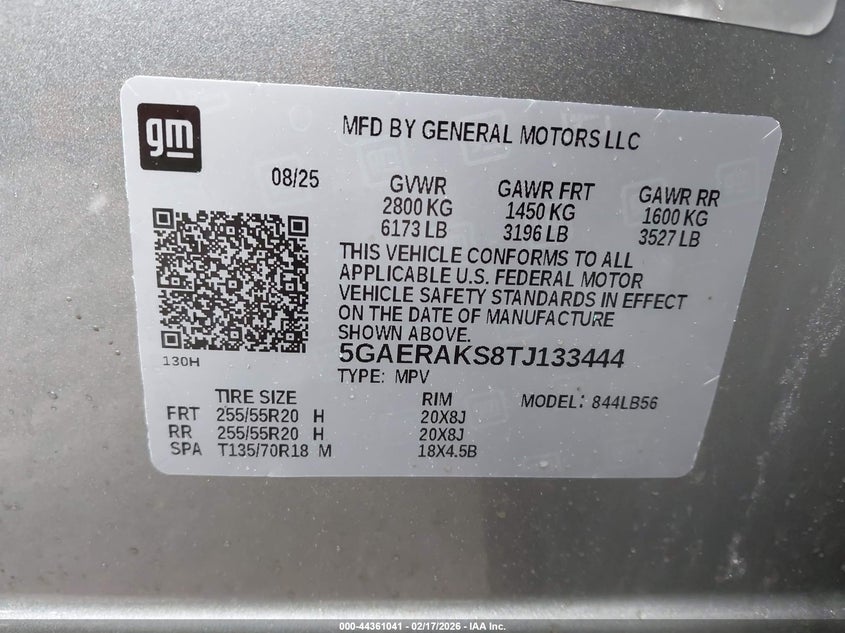 gm
MFD BY GENERAL MOTORS LLC
08/25
GVWR GAWR FRT GAWR RR
2800 KG 1450 KG 1600 KG
6173 LB 3196 LB 3527 LB
THIS VEHICLE CONFORMS TO ALL
APPLICABLE U.S. FEDERAL MOTOR
VEHICLE SAFETY STANDARDS IN EFFECT
ON THE DATE OF MANUFACTURE
SHOWN ABOVE.
130H
5GAERAKS8TJ133444
TYPE: MPV
TIRE SIZE RIM MODEL: 844LB56
FRT 255/55R20 H 20X8J
RR 255/55R20 H 20X8J
SPA T135/70R18 M 18X4.5B
000-44361041 - 02/17/2026 - IAA Inc.